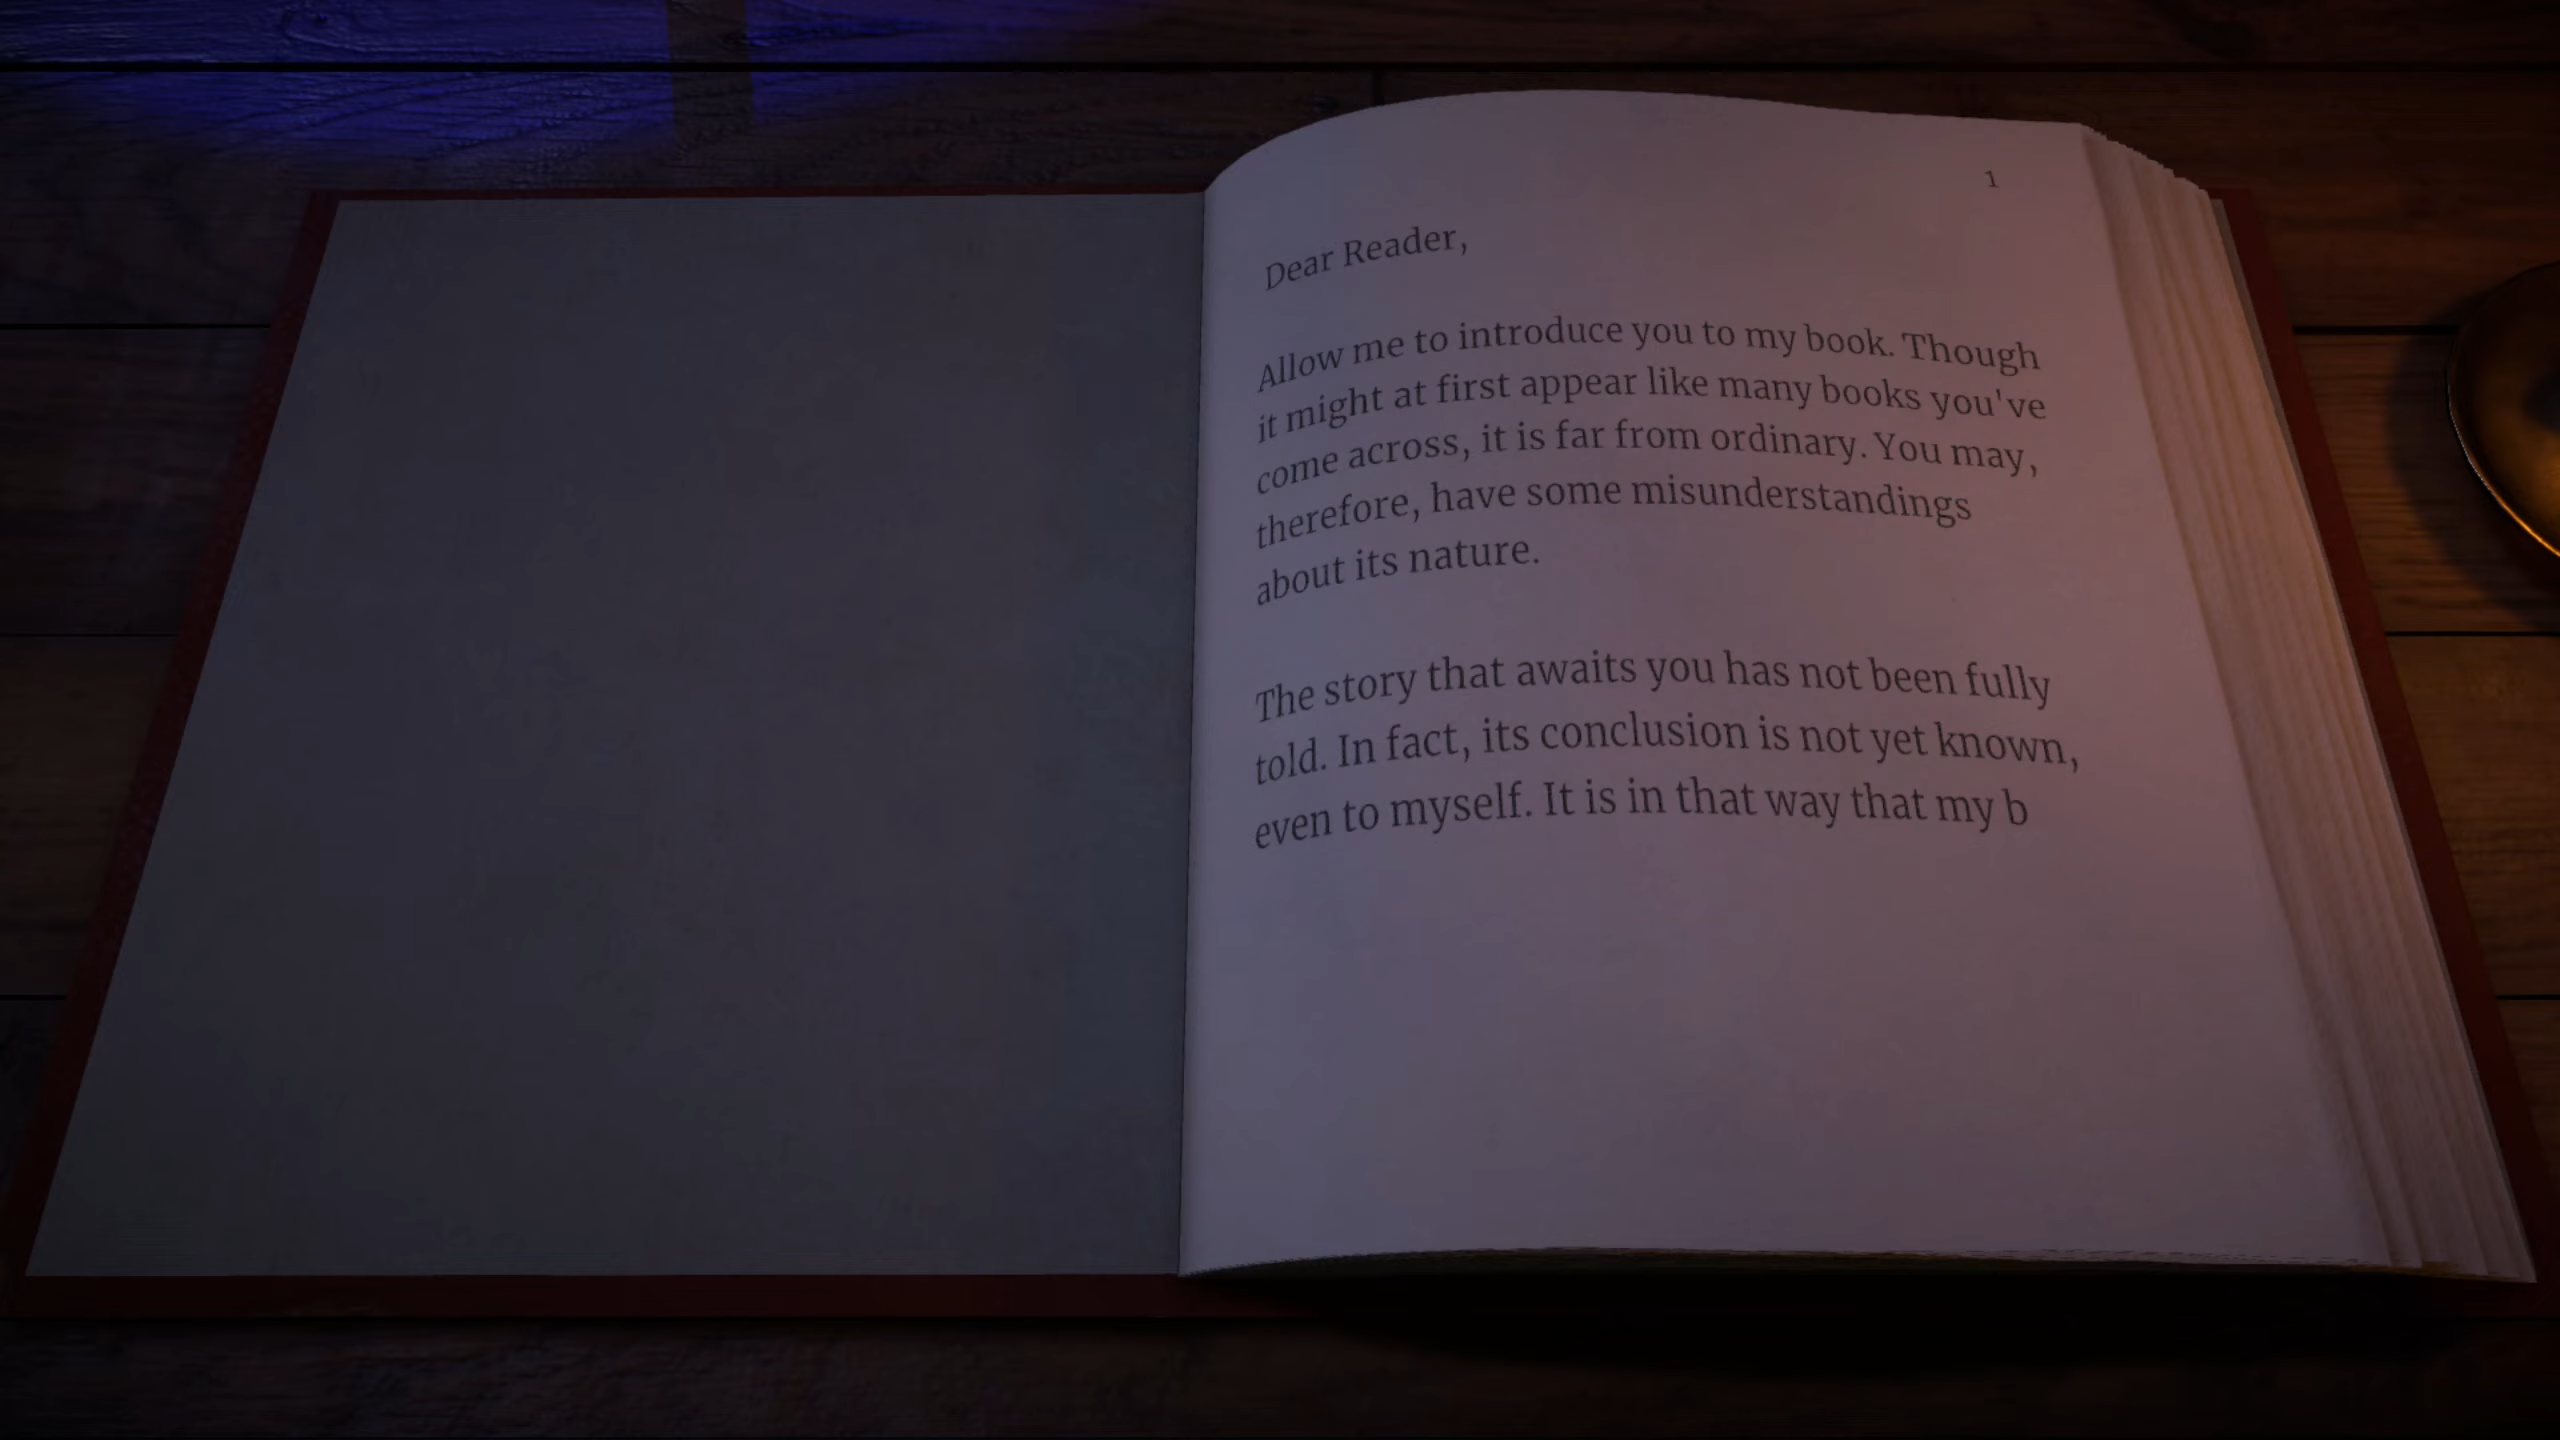 1
Dear Reader,
Allow me to introduce you to my book. Though
it might at first appear like many books you've
come across, it is far from ordinary. You may,
therefore, have some misunderstandings
about its nature.
The story that awaits you has not been fully
told. In fact, its conclusion is not yet known,
even to myself. It is in that way that my b